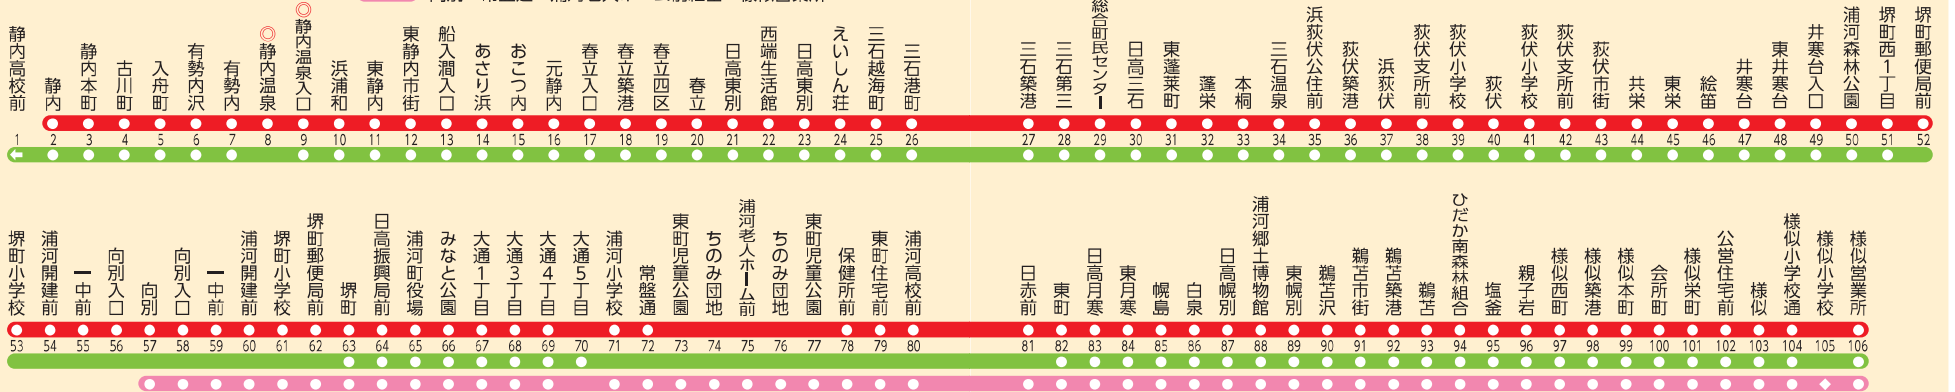 静内高校前
静内
静内本町
古川町
入舟町
有勢内沢
有勢内
◎静内温泉
◎静内温泉入口
浜浦和
東静内
東静内市街
船入澗入口
あさり浜
おこつ内
元静内
春立入口
春立築港
春立四区
春立
日高東別
西端生活館
日高東別
えいしん荘
三石越海町
三石港町
三石築港
三石第三
総合町民センター
日高三石
東蓬莱町
蓬栄
本桐
三石温泉
浜荻伏公住前
荻伏築港
浜荻伏
荻伏支所前
荻伏小学校
荻伏
荻伏小学校
荻伏支所前
荻伏市街
共栄
東栄
絵笛
井寒台
東井寒台
井寒台入口
浦河森林公園
堺町西1丁目
堺町郵便局前
1 2 3 4 5 6 7 8 9 10 11 12 13 14 15 16 17 18 19 20 21 22 23 24 25 26 27 28 29 30 31 32 33 34 35 36 37 38 39 40 41 42 43 44 45 46 47 48 49 50 51 52
堺町小学校
浦河開建前
一中前
向別入口
向別
向別入口
一中前
浦河開建前
堺町小学校
堺町郵便局前
堺町
日高振興局前
浦河町役場
みなと公園
大通1丁目
大通3丁目
大通4丁目
大通5丁目
浦河小学校
常盤通
東町児童公園
ちのみ団地
浦河老人ホーム前
ちのみ団地
東町児童公園
保健所前
東町住宅前
浦河高校前
日赤前
東町
日高月寒
東月寒
幌島
白泉
日高幌別
浦河郷土博物館
東幌別
鵜苫沢
鵜苫市街
鵜苫築港
鵜苫
ひだか南森林組合
塩釜
親子岩
様似西町
様似築港
様似本町
会所町
様似栄町
公営住宅前
様似
様似小学校通
様似小学校
様似営業所
53 54 55 56 57 58 59 60 61 62 63 64 65 66 67 68 69 70 71 72 73 74 75 76 77 78 79 80 81 82 83 84 85 86 87 88 89 90 91 92 93 94 95 96 97 98 99 100 101 102 103 104 105 106